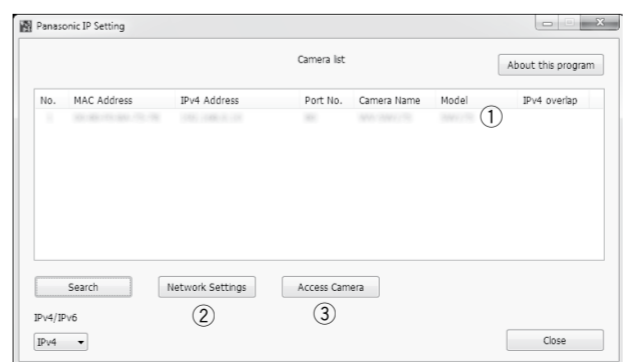 Panasonic IP Setting
Camera list
About this program
No. MAC Address IPv4 Address Port No. Camera Name Model IPv4 overlap
①
Search Network Settings Access Camera
② ③
IPv4/IPv6
IPv4 Close